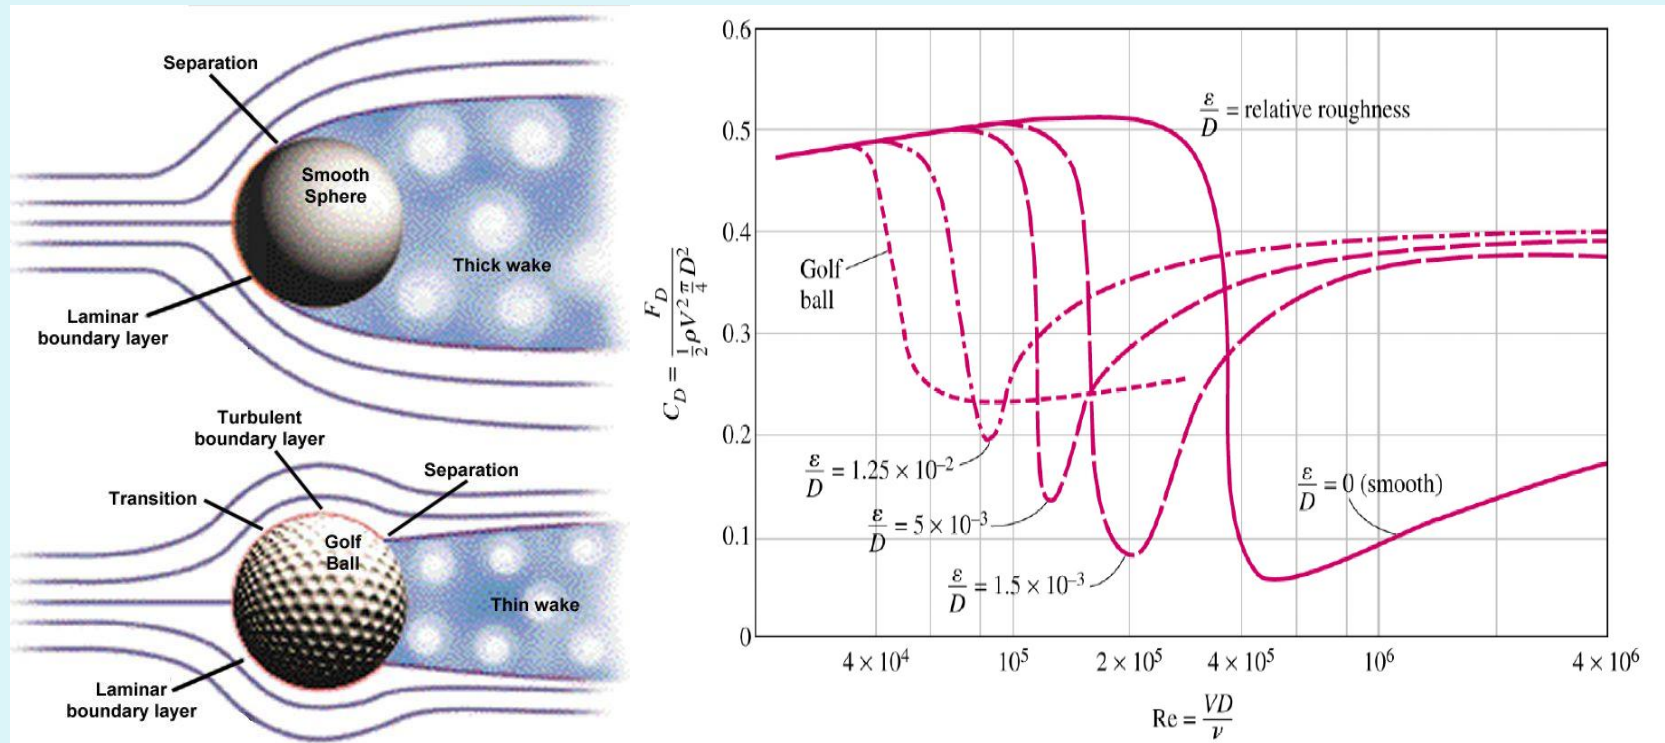 Separation
Smooth
Sphere
Thick wake
Laminar
boundary layer
Turbulent
boundary layer
Separation
Transition
Golf
Ball
Thin wake
Laminar
boundary layer
0.6
0.5
0.4
0.3
0.2
0.1
0
C_D = F_D / (1/2 ρV² π/4 D²)
ε/D = relative roughness
Golf
ball
ε/D = 1.25 × 10⁻²
ε/D = 5 × 10⁻³
ε/D = 1.5 × 10⁻³
ε/D = 0 (smooth)
4 × 10⁴ 10⁵ 2 × 10⁵ 4 × 10⁵ 10⁶ 4 × 10⁶
Re = VD/ν